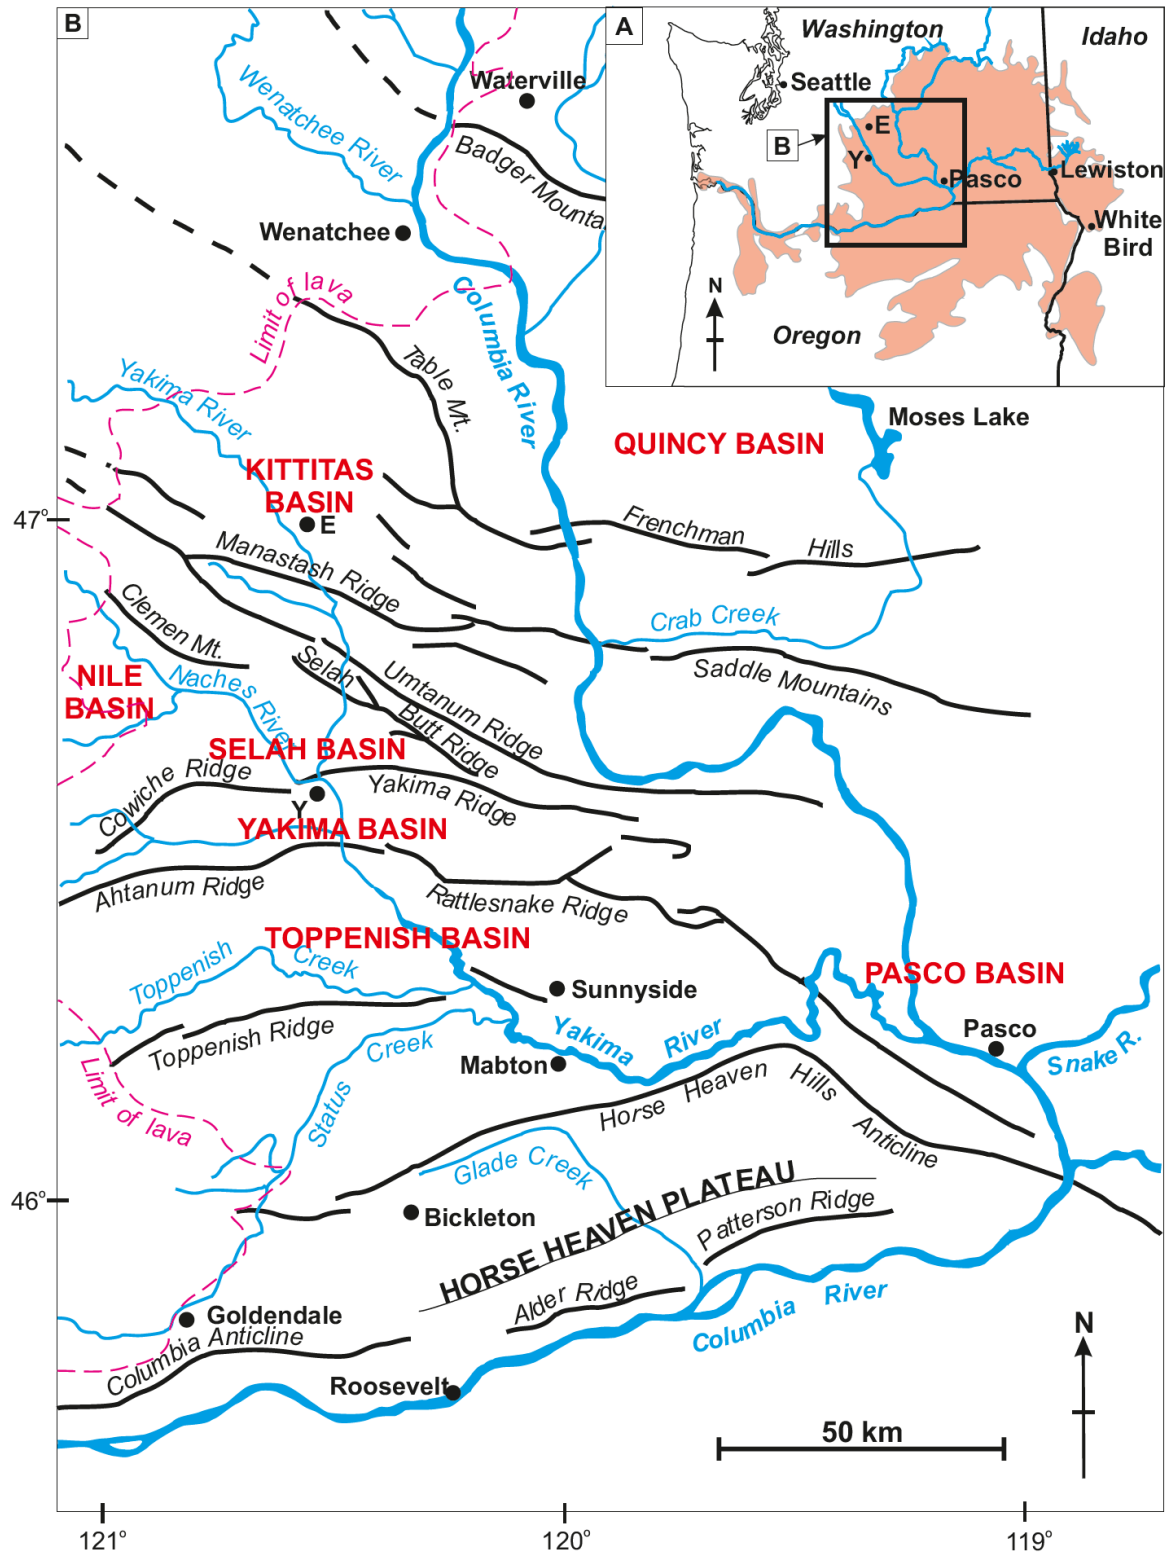 B
A
Washington
Idaho
Seattle
E
B
Y
Pasco
Lewiston
White
Bird
N
Oregon
Waterville
Wenatchee River
Badger Mounta
Wenatchee
Limit of lava
Columbia River
Table Mt.
Yakima River
Moses Lake
QUINCY BASIN
KITTITAS
BASIN
E
47°
Frenchman
Hills
Manastash Ridge
Clemen Mt.
Crab Creek
Selah
Butt Ridge
Umtanum Ridge
Saddle Mountains
NILE
BASIN
Naches River
SELAH BASIN
Cowiche Ridge
Yakima Ridge
Y
YAKIMA BASIN
Ahtanum Ridge
Rattlesnake Ridge
TOPPENISH BASIN
Toppenish
Creek
PASCO BASIN
Sunnyside
Toppenish Ridge
Yakima
River
Pasco
Snake R.
Mabton
Creek
Status
Limit of lava
Horse Heaven Hills
Anticline
Glade Creek
HORSE HEAVEN PLATEAU
46°
Bickleton
Patterson Ridge
Alder Ridge
Goldendale
Columbia Anticline
Columbia River
Roosevelt
N
50 km
121°
120°
119°